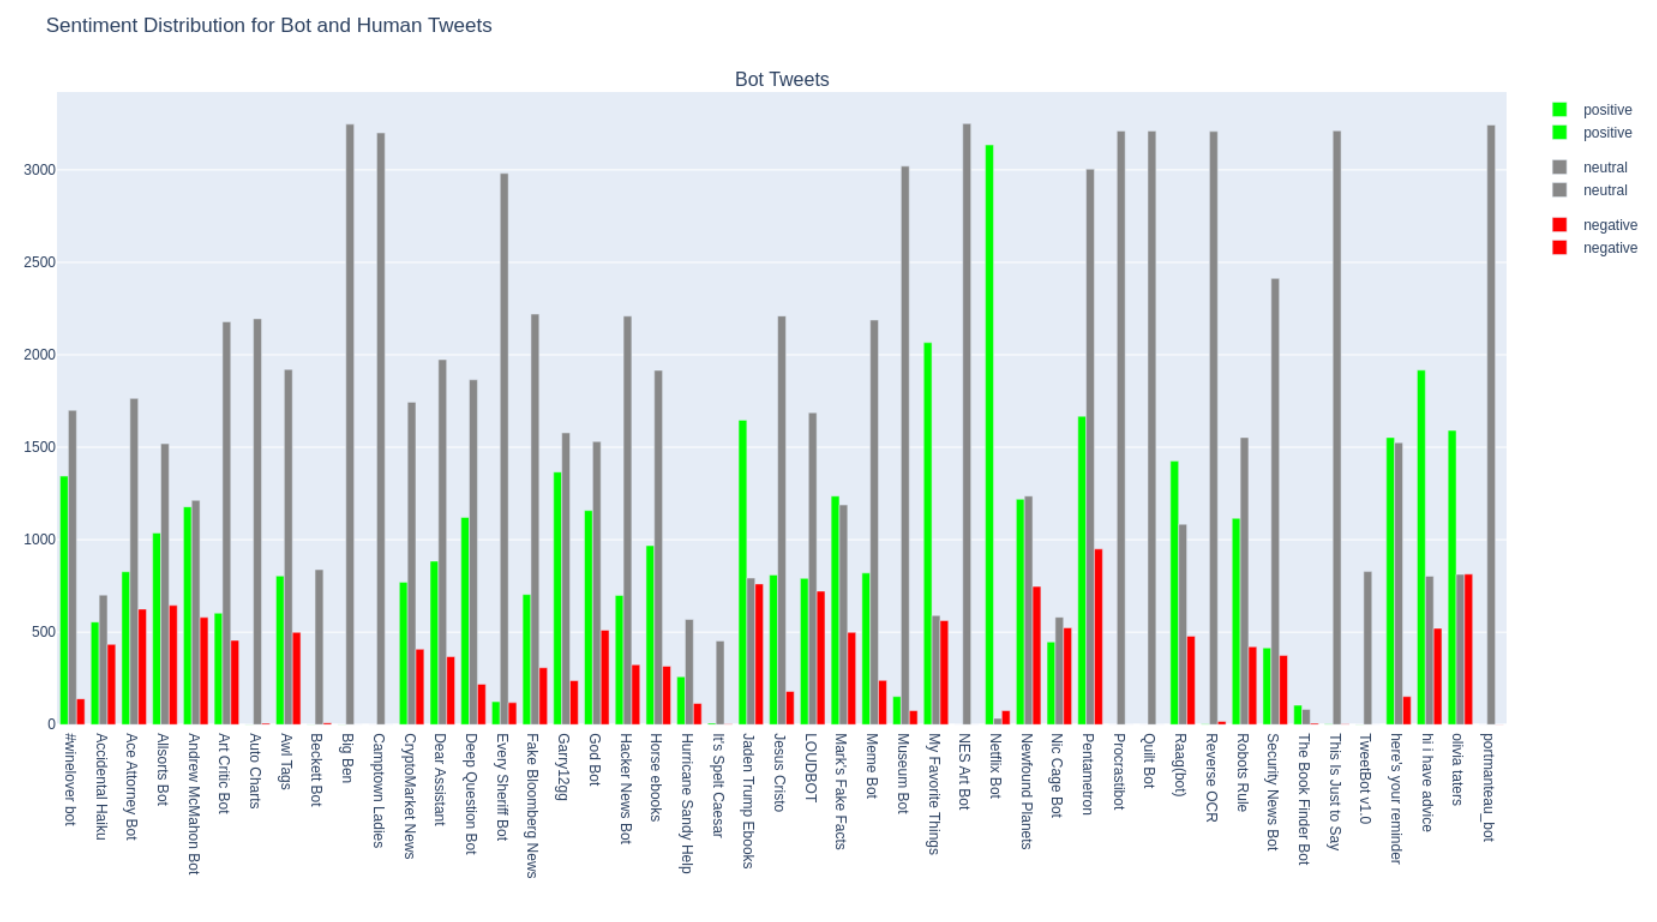 Sentiment Distribution for Bot and Human Tweets
Bot Tweets
positive
positive
neutral
neutral
negative
negative
3000
2500
2000
1500
1000
500
0
#winelover bot
Accidental Haiku
Ace Attorney Bot
Allsorts Bot
Andrew McMahon Bot
Art Critic Bot
Auto Charts
Awl Tags
Beckett Bot
Big Ben
Camptown Ladies
CryptoMarket News
Dear Assistant
Deep Question Bot
Every Sheriff Bot
Fake Bloomberg News
Garry12gg
God Bot
Hacker News Bot
Horse ebooks
Hurricane Sandy Help
It's Spelt Caesar
Jaden Trump Ebooks
Jesus Cristo
LOUDBOT
Mark's Fake Facts
Meme Bot
Museum Bot
My Favorite Things
NES Art Bot
Netflix Bot
Newfound Planets
Nic Cage Bot
Pentametron
Procrastibot
Quilt Bot
Raag(bot)
Reverse OCR
Robots Rule
Security News Bot
The Book Finder Bot
This Is Just to Say
TweetBot v1.0
here's your reminder
hi i have advice
olivia taters
portmanteau_bot